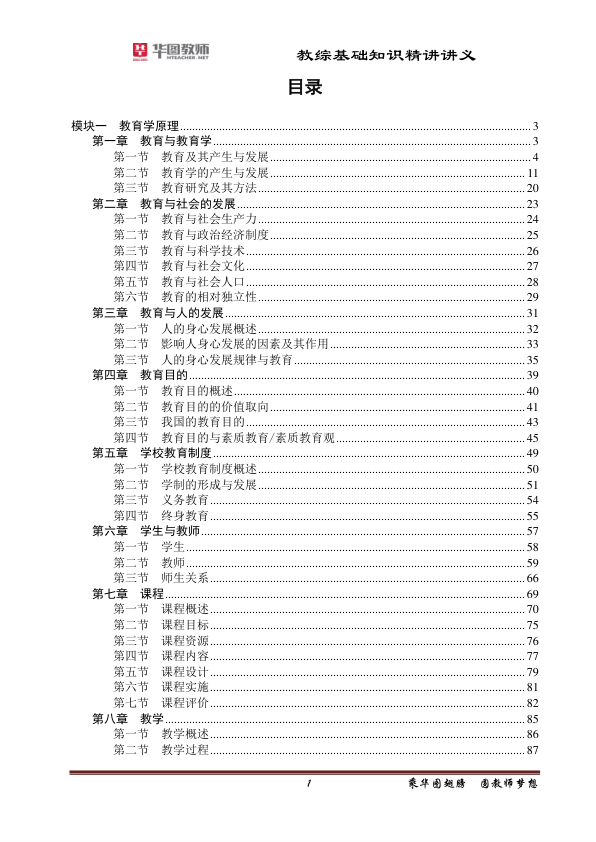 华图教师
HTEACHER.NET
教综基础知识精讲讲义
目录
模块一 教育学原理 3
第一章 教育与教育学 3
第一节 教育及其产生与发展 4
第二节 教育学的产生与发展 11
第三节 教育研究及其方法 20
第二章 教育与社会的发展 23
第一节 教育与社会生产力 24
第二节 教育与政治经济制度 25
第三节 教育与科学技术 26
第四节 教育与社会文化 27
第五节 教育与社会人口 28
第六节 教育的相对独立性 29
第三章 教育与人的发展 31
第一节 人的身心发展概述 32
第二节 影响人身心发展的因素及其作用 33
第三节 人的身心发展规律与教育 35
第四章 教育目的 39
第一节 教育目的概述 40
第二节 教育目的的价值取向 41
第三节 我国的教育目的 43
第四节 教育目的与素质教育/素质教育观 45
第五章 学校教育制度 49
第一节 学校教育制度概述 50
第二节 学制的形成与发展 51
第三节 义务教育 54
第四节 终身教育 55
第六章 学生与教师 57
第一节 学生 58
第二节 教师 59
第三节 师生关系 66
第七章 课程 69
第一节 课程概述 70
第二节 课程目标 75
第三节 课程资源 76
第四节 课程内容 77
第五节 课程设计 79
第六节 课程实施 81
第七节 课程评价 82
第八章 教学 85
第一节 教学概述 86
第二节 教学过程 87
1 乘华图翅膀 圆教师梦想